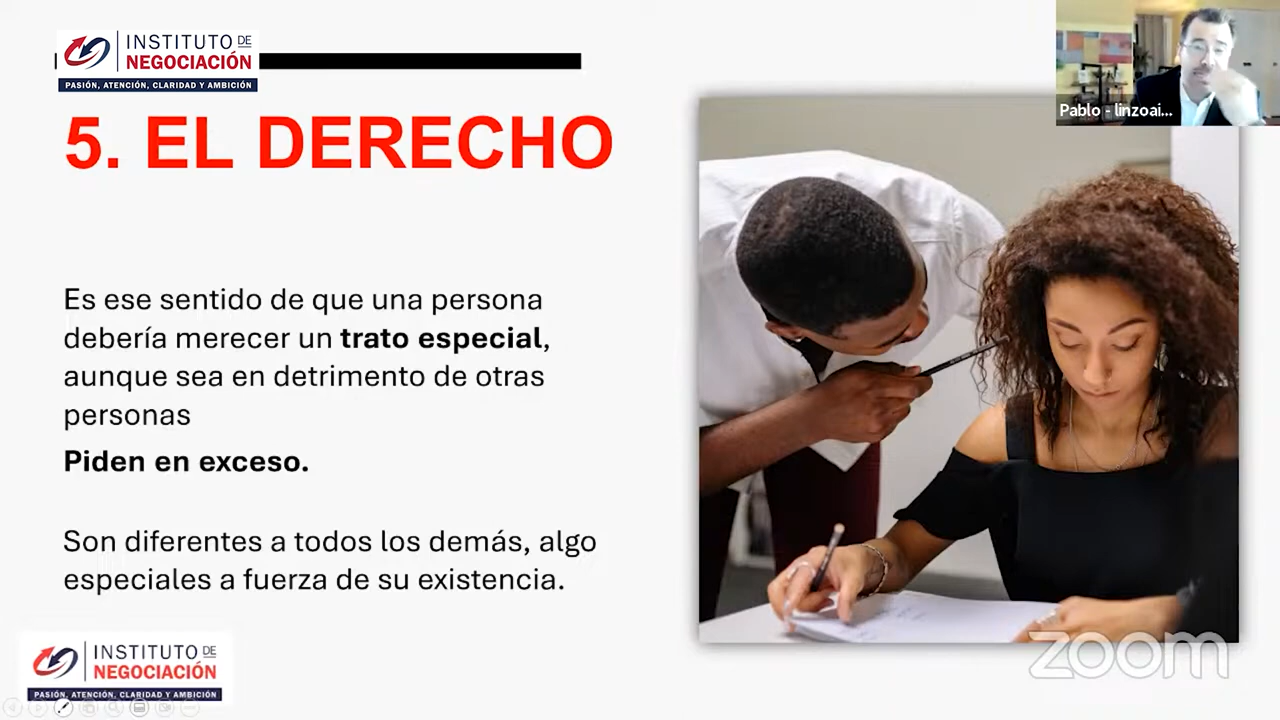 INSTITUTO DE
NEGOCIACIÓN
PASIÓN, ATENCIÓN, CLARIDAD Y AMBICIÓN
Pablo - linzoai...
5. EL DERECHO
Es ese sentido de que una persona
debería merecer un trato especial,
aunque sea en detrimento de otras
personas
Piden en exceso.
Son diferentes a todos los demás, algo
especiales a fuerza de su existencia.
INSTITUTO DE
NEGOCIACIÓN
PASIÓN, ATENCIÓN, CLARIDAD Y AMBICIÓN
zoom